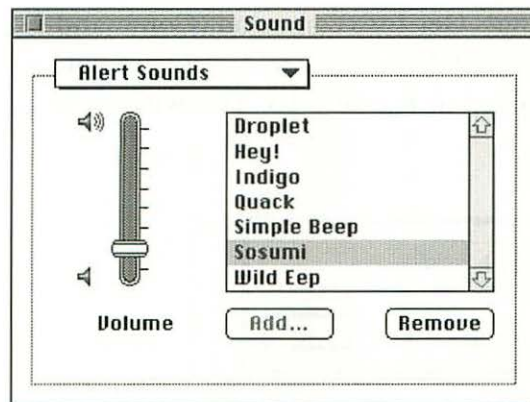 Sound
Alert Sounds
Droplet
Hey!
Indigo
Quack
Simple Beep
Sosumi
Wild Eep
Volume
Add...
Remove